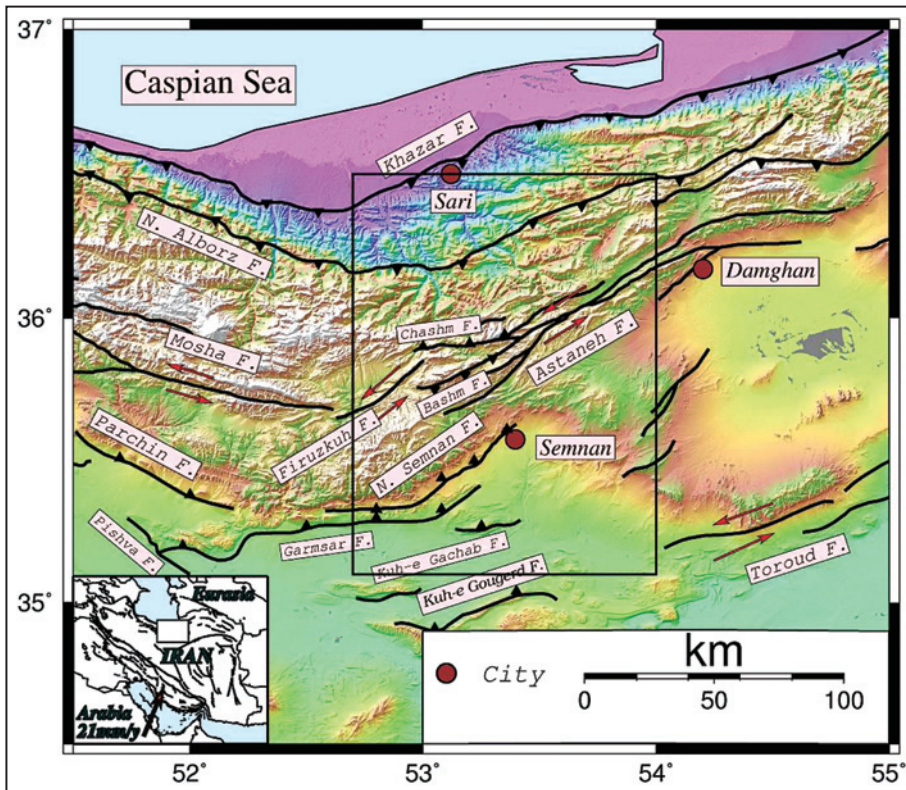 37°
Caspian Sea
Khazar F.
Sari
N. Alborz F.
Damghan
36°
Chashm F.
Mosha F.
Astaneh F.
Bashm F.
Firuzkuh F.
Parchin F.
N. Semnan F.
Semnan
Garmsar F.
Kuh-e Gachab F.
Pishva F.
Toroud F.
Kuh-e Gougerd F.
35°
Eurazia
IRAN
Arabia
21mm/y
City
km
0 50 100
52° 53° 54° 55°